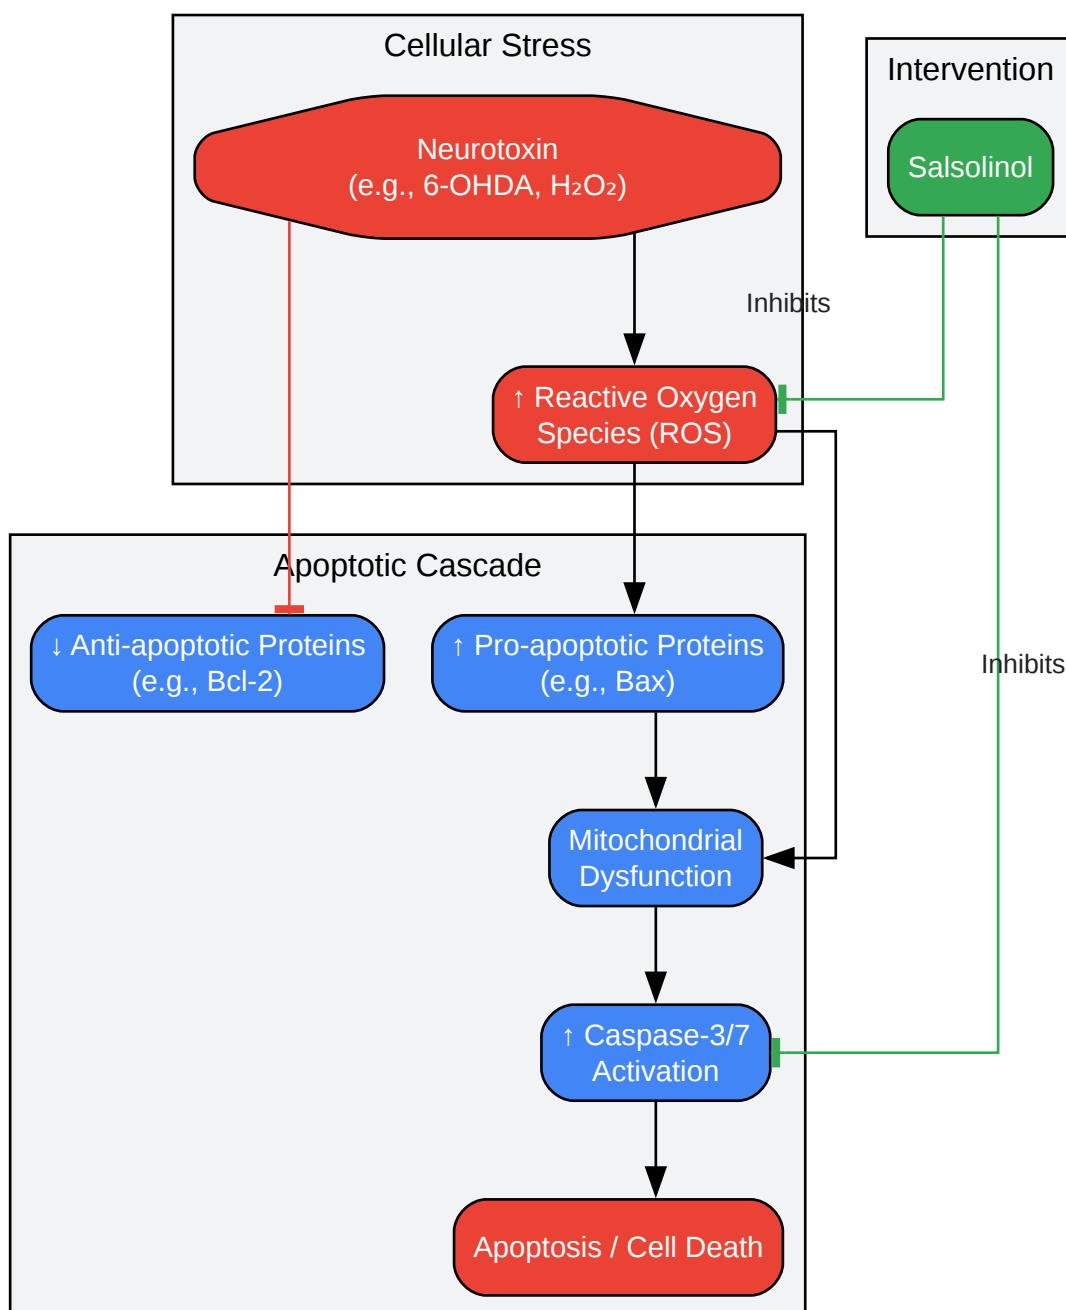 Cellular Stress
Intervention
Neurotoxin
(e.g., 6-OHDA, H₂O₂)
Salsolinol
Inhibits
↑ Reactive Oxygen
Species (ROS)
Apoptotic Cascade
↓ Anti-apoptotic Proteins
(e.g., Bcl-2)
↑ Pro-apoptotic Proteins
(e.g., Bax)
Inhibits
Mitochondrial
Dysfunction
↑ Caspase-3/7
Activation
Apoptosis / Cell Death